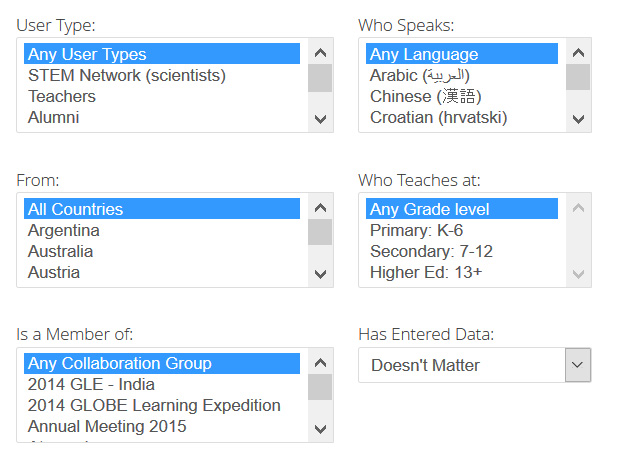 User Type:
Any User Types
STEM Network (scientists)
Teachers
Alumni
Who Speaks:
Any Language
Arabic (العربية)
Chinese (漢語)
Croatian (hrvatski)
From:
All Countries
Argentina
Australia
Austria
Who Teaches at:
Any Grade level
Primary: K-6
Secondary: 7-12
Higher Ed: 13+
Is a Member of:
Any Collaboration Group
2014 GLE - India
2014 GLOBE Learning Expedition
Annual Meeting 2015
Has Entered Data:
Doesn't Matter